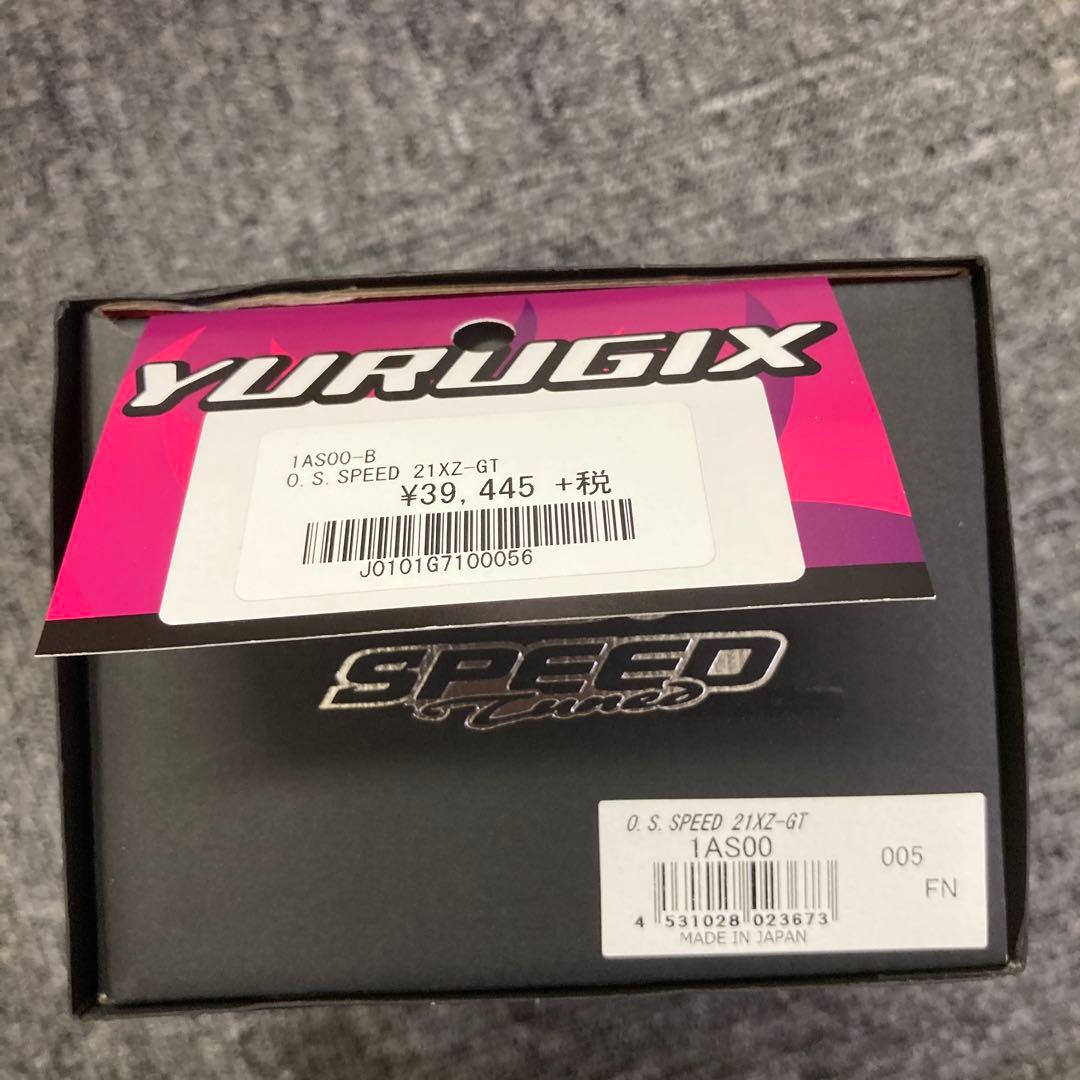 YURUGIX
1AS00-B
O.S.SPEED 21XZ-GT
¥39,445 +税
J0101G7100056
SPEED
Tuned
O.S.SPEED 21XZ-GT
1AS00
005
FN
4 531028 023673
MADE IN JAPAN